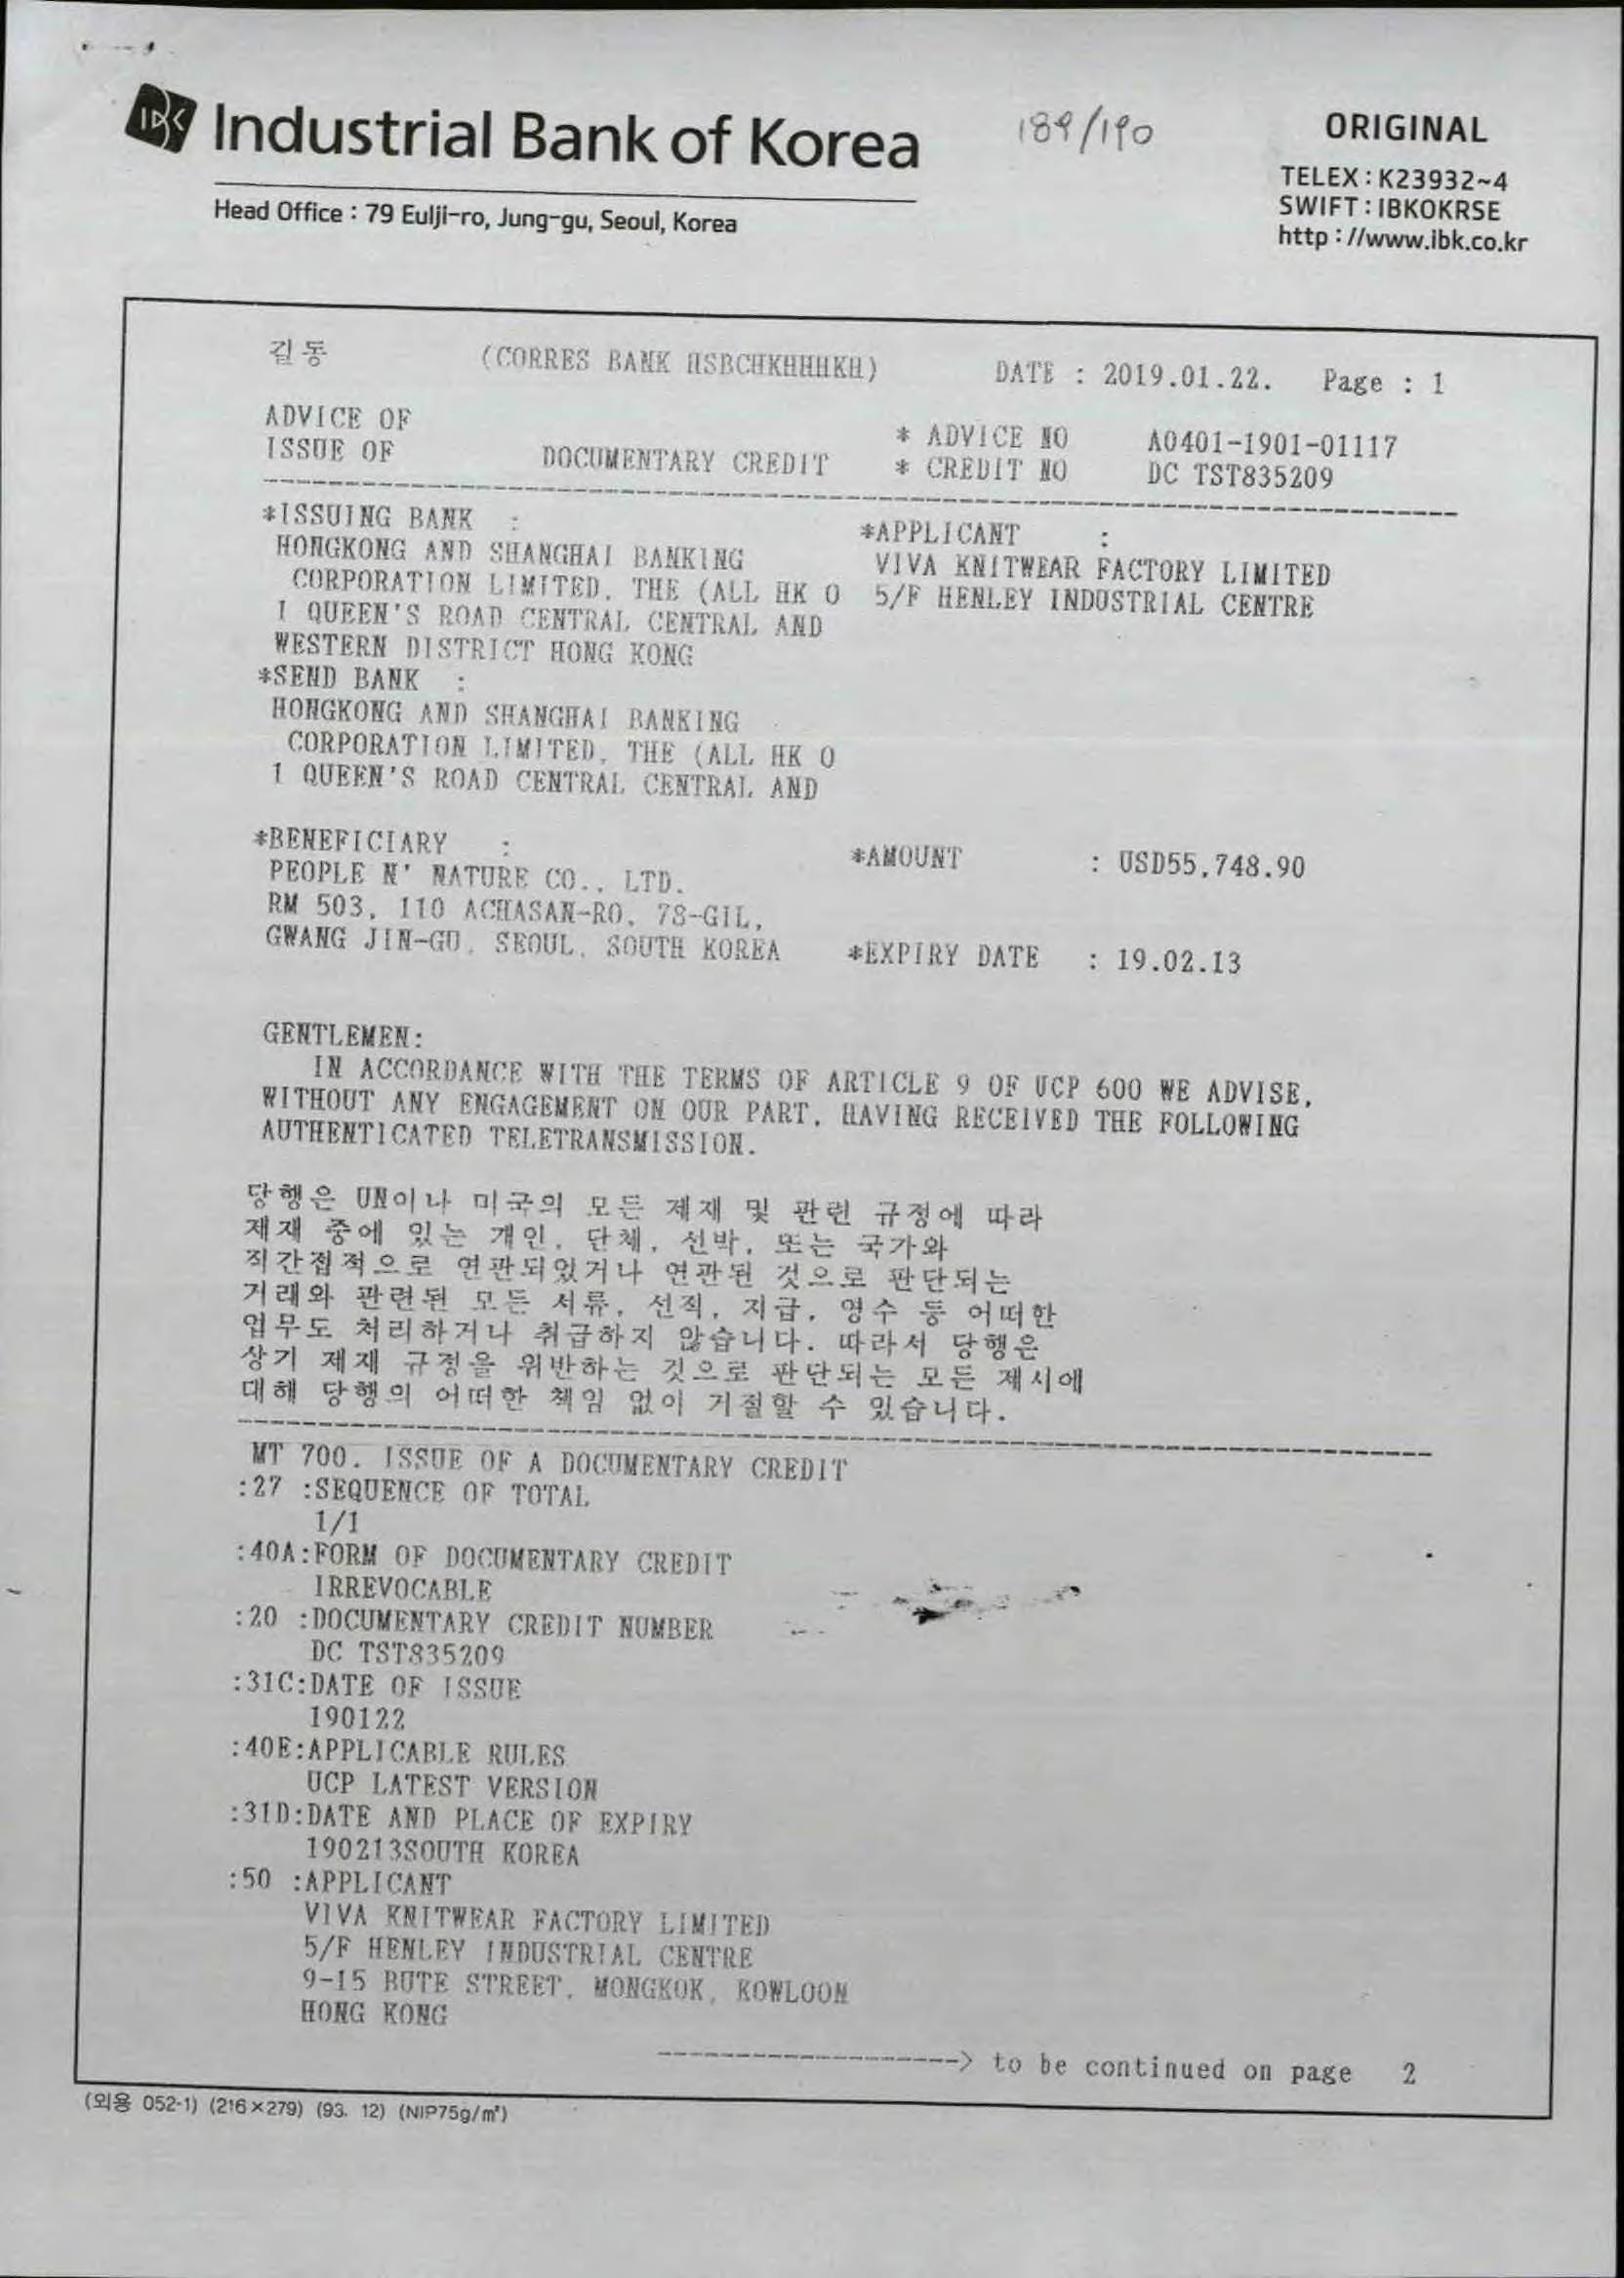 IBK Industrial Bank of Korea
189/190
ORIGINAL
Head Office : 79 Eulji-ro, Jung-gu, Seoul, Korea
TELEX : K23932~4
SWIFT : IBKOKRSE
http : //www.ibk.co.kr
길동 (CORRES BANK HSBCHKHHHKH) DATE : 2019.01.22. Page : 1
ADVICE OF
ISSUE OF DOCUMENTARY CREDIT
* ADVICE NO A0401-1901-01117
* CREDIT NO DC TST835209
*ISSUING BANK :
HONGKONG AND SHANGHAI BANKING
CORPORATION LIMITED, THE (ALL HK O
1 QUEEN'S ROAD CENTRAL CENTRAL AND
WESTERN DISTRICT HONG KONG
*APPLICANT :
VIVA KNITWEAR FACTORY LIMITED
5/F HENLEY INDUSTRIAL CENTRE
*SEND BANK :
HONGKONG AND SHANGHAI BANKING
CORPORATION LIMITED, THE (ALL HK O
1 QUEEN'S ROAD CENTRAL CENTRAL AND
*BENEFICIARY :
PEOPLE N' NATURE CO., LTD.
RM 503, 110 ACHASAN-RO, 78-GIL,
GWANG JIN-GU, SEOUL, SOUTH KOREA
*AMOUNT : USD55,748.90
*EXPIRY DATE : 19.02.13
GENTLEMEN:
IN ACCORDANCE WITH THE TERMS OF ARTICLE 9 OF UCP 600 WE ADVISE,
WITHOUT ANY ENGAGEMENT ON OUR PART, HAVING RECEIVED THE FOLLOWING
AUTHENTICATED TELETRANSMISSION.
당행은 UN이나 미국의 모든 제재 및 관련 규정에 따라
제재 중에 있는 개인, 단체, 선박, 또는 국가와
직간접적으로 연관되었거나 연관된 것으로 판단되는
거래와 관련된 모든 서류, 선적, 지급, 영수 등 어떠한
업무도 처리하거나 취급하지 않습니다. 따라서 당행은
상기 제재 규정을 위반하는 것으로 판단되는 모든 제시에
대해 당행의 어떠한 책임 없이 거절할 수 있습니다.
MT 700. ISSUE OF A DOCUMENTARY CREDIT
:27 :SEQUENCE OF TOTAL
1/1
:40A:FORM OF DOCUMENTARY CREDIT
IRREVOCABLE
:20 :DOCUMENTARY CREDIT NUMBER
DC TST835209
:31C:DATE OF ISSUE
190122
:40E:APPLICABLE RULES
UCP LATEST VERSION
:31D:DATE AND PLACE OF EXPIRY
190213SOUTH KOREA
:50 :APPLICANT
VIVA KNITWEAR FACTORY LIMITED
5/F HENLEY INDUSTRIAL CENTRE
9-15 BUTE STREET, MONGKOK, KOWLOON
HONG KONG
-------------------> to be continued on page 2
(외용 052-1) (216×279) (93. 12) (NIP75g/㎡)